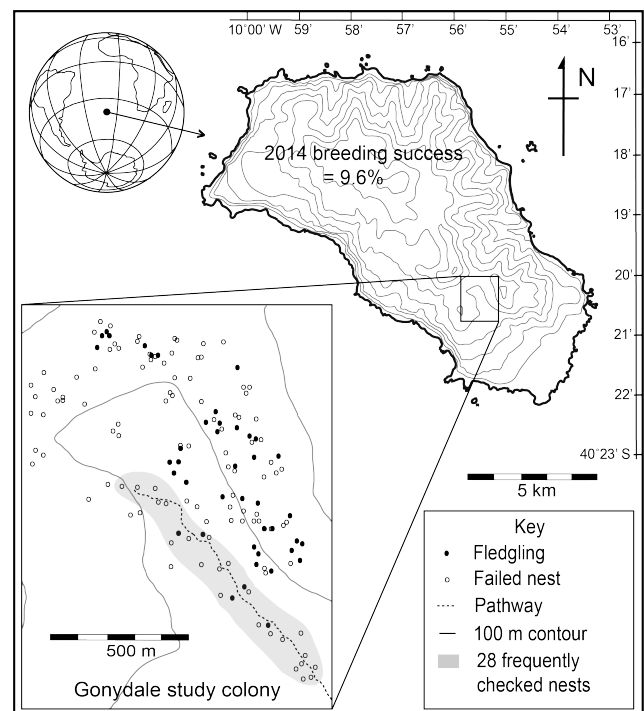 10°00' W 59' 58' 57' 56' 55' 54' 53'
16'
N
17'
2014 breeding success
= 9.6%
18'
19'
20'
21'
22'
40°23' S
5 km
Key
Fledgling
Failed nest
Pathway
100 m contour
28 frequently
checked nests
500 m
Gonydale study colony